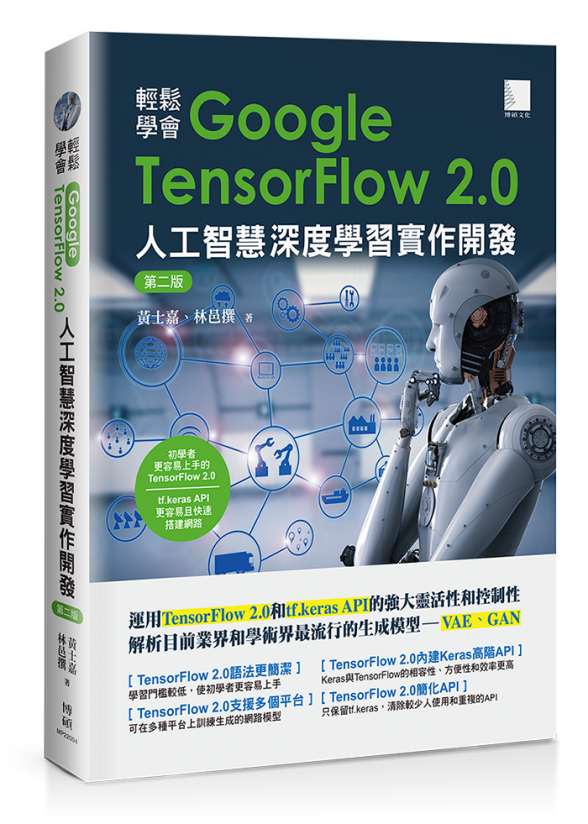 輕鬆
學會
Google
TensorFlow 2.0
人工智慧深度學習實作開發
第二版
黃士嘉、林邑撰 著
博碩文化
初學者
更容易上手的
TensorFlow 2.0
tf.keras API
更容易且快速
搭建網路
運用TensorFlow 2.0和tf.keras API的強大靈活性和控制性
解析目前業界和學術界最流行的生成模型—VAE、GAN
[ TensorFlow 2.0語法更簡潔 ]
學習門檻較低，使初學者更容易上手
[ TensorFlow 2.0支援多個平台 ]
可在多種平台上訓練生成的網路模型
[ TensorFlow 2.0內建Keras高階API ]
Keras與TensorFlow的相容性、方便性和效率更高
[ TensorFlow 2.0簡化API ]
只保留tf.keras，清除較少人使用和重複的API
輕鬆
學會
Google
TensorFlow 2.0
人工智慧深度學習實作開發
第二版
黃士嘉
林邑撰 著
博碩
MP22004